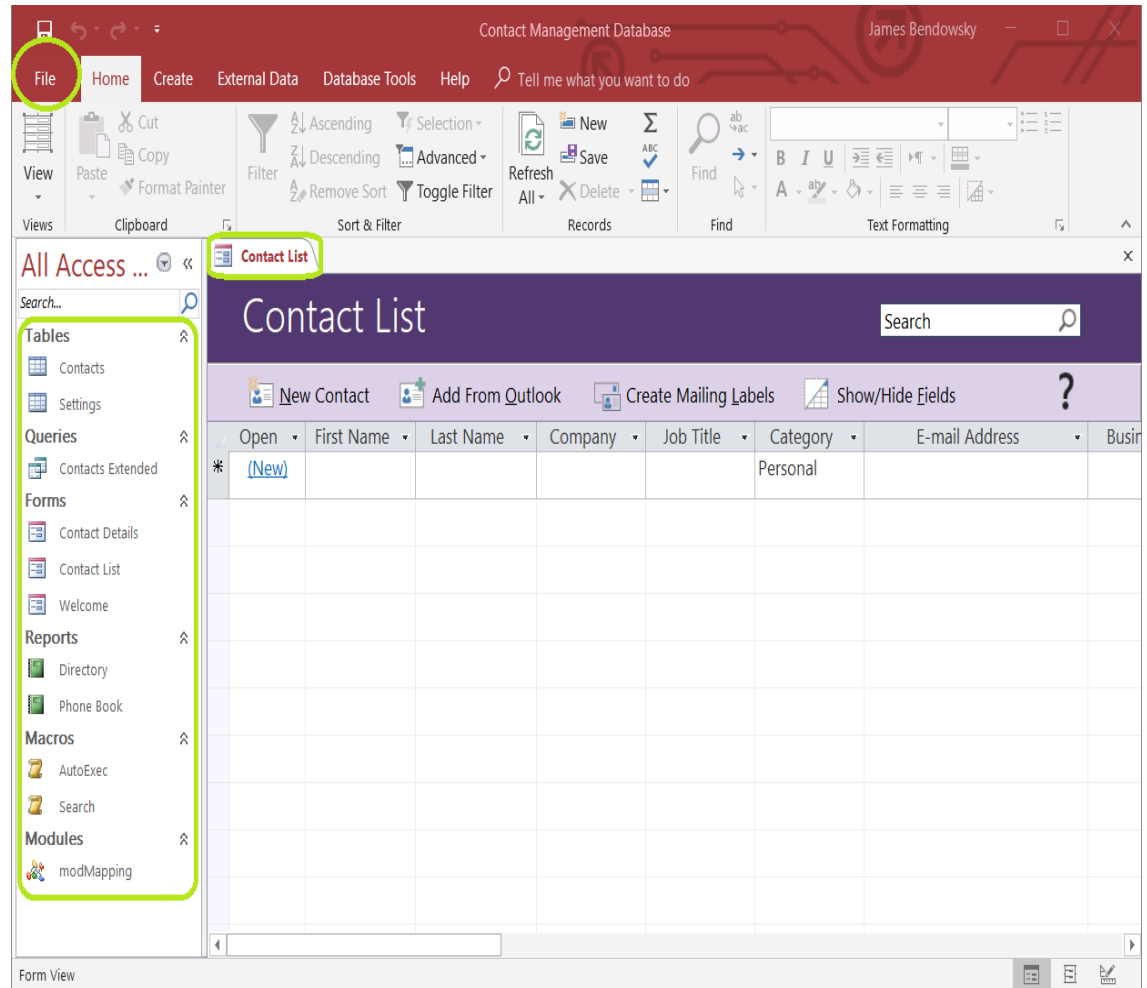 Contact Management Database
James Bendowsky
File Home Create External Data Database Tools Help Tell me what you want to do
View
Views
Paste
Cut
Copy
Format Painter
Clipboard
Filter
Ascending
Descending
Remove Sort
Selection
Advanced
Toggle Filter
Sort & Filter
Refresh
All
New
Save
Delete
Σ
ABC
Records
Find
ab
ac
Find
B I U
A ab
Text Formatting
All Access ...
Search...
Tables
Contacts
Settings
Queries
Contacts Extended
Forms
Contact Details
Contact List
Welcome
Reports
Directory
Phone Book
Macros
AutoExec
Search
Modules
modMapping
Contact List
x
Contact List
Search
New Contact Add From Outlook Create Mailing Labels Show/Hide Fields ?
Open First Name Last Name Company Job Title Category E-mail Address Busin
* (New) Personal
Form View